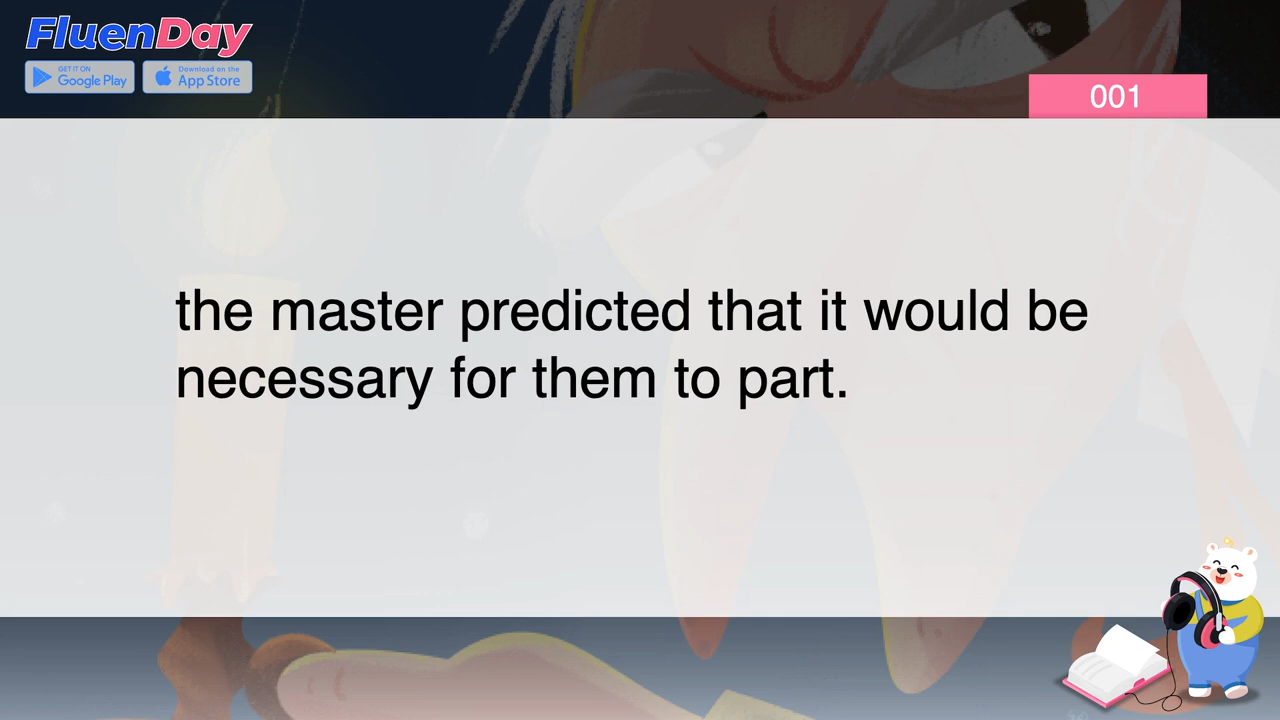 FluenDay
GET IT ON
Google Play
Download on the
App Store
001
the master predicted that it would be
necessary for them to part.